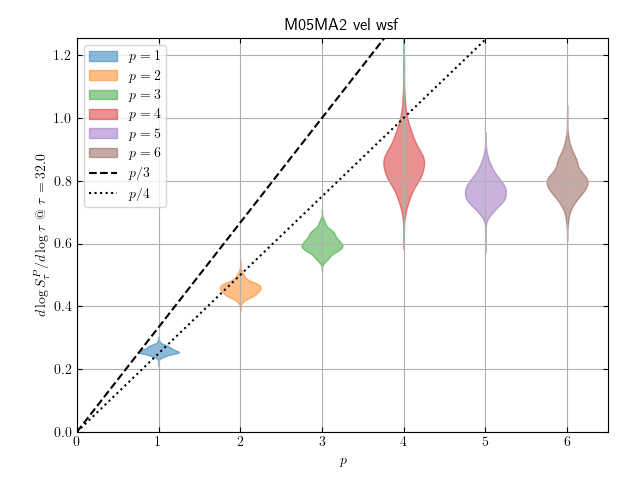 M05MA2 vel wsf
d log S_τ^P / d log τ @ τ = 32.0
1.2
1.0
0.8
0.6
0.4
0.2
0.0
p = 1
p = 2
p = 3
p = 4
p = 5
p = 6
p/3
p/4
0 1 2 3 4 5 6
p